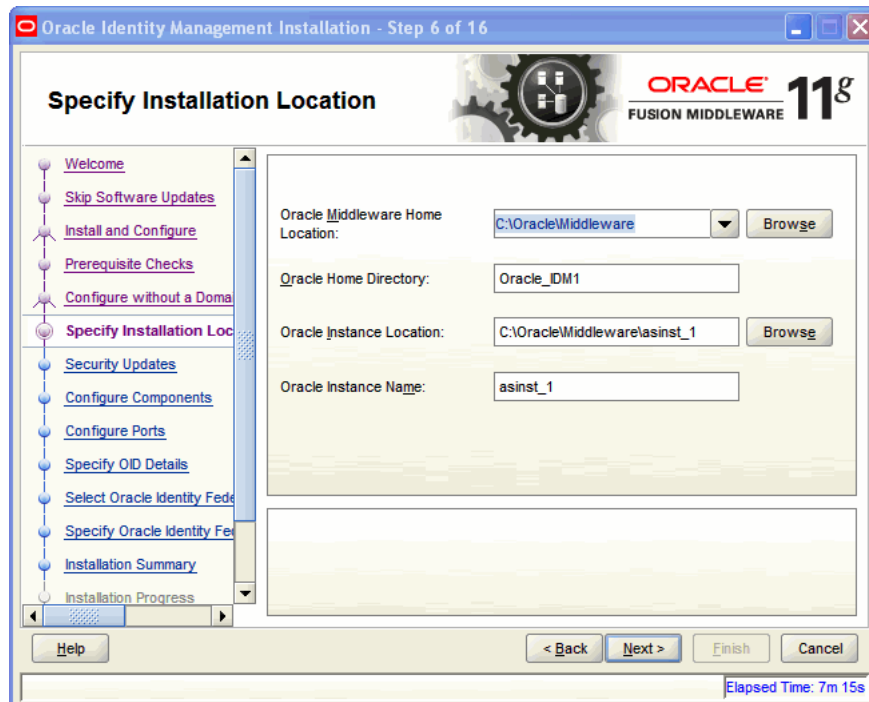 Oracle Identity Management Installation - Step 6 of 16
Specify Installation Location
ORACLE
FUSION MIDDLEWARE
11g
Welcome
Skip Software Updates
Install and Configure
Prerequisite Checks
Configure without a Domai
Specify Installation Loc
Security Updates
Configure Components
Configure Ports
Specify OID Details
Select Oracle Identity Fede
Specify Oracle Identity Fed
Installation Summary
Installation Progress
Oracle Middleware Home
Location:
C:\Oracle\Middleware
Browse
Oracle Home Directory:
Oracle_IDM1
Oracle Instance Location:
C:\Oracle\Middleware\asinst_1
Browse
Oracle Instance Name:
asinst_1
Help
< Back
Next >
Finish
Cancel
Elapsed Time: 7m 15s